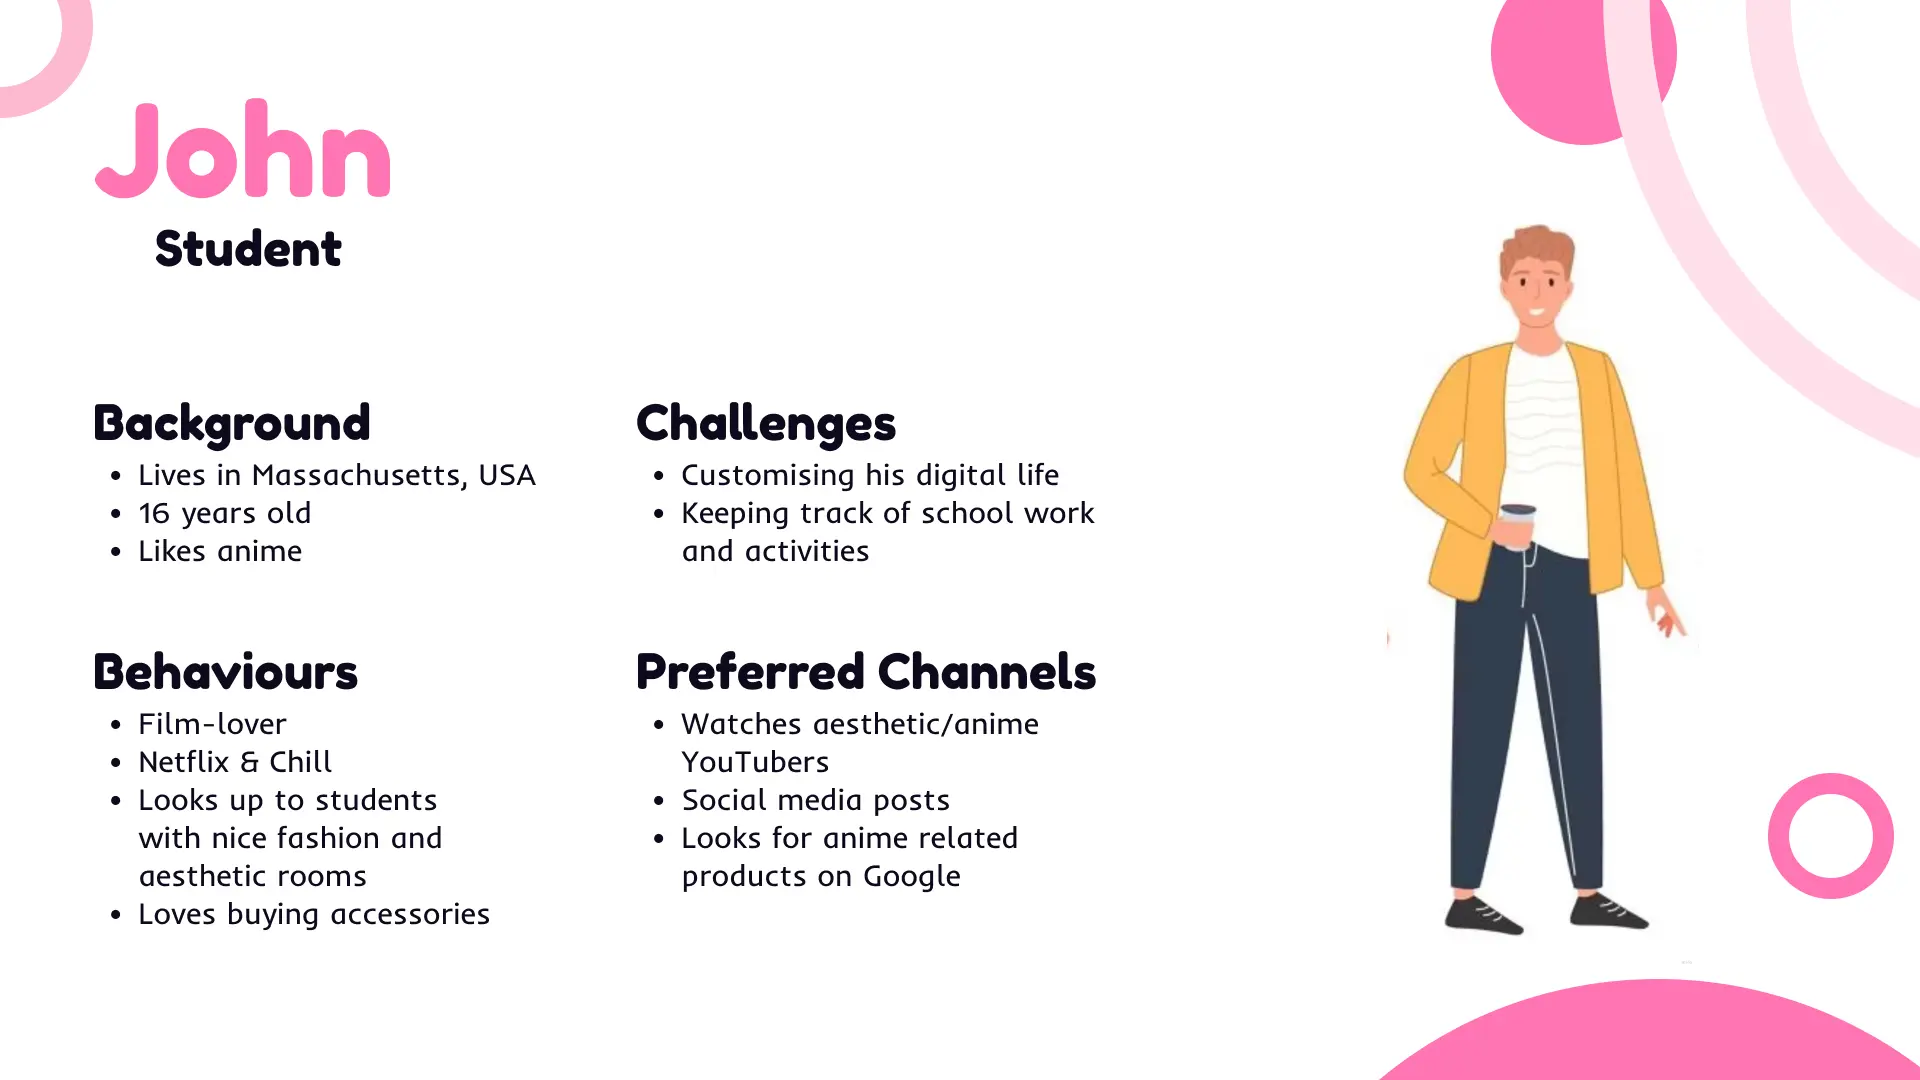 John
Student
Background
• Lives in Massachusetts, USA
• 16 years old
• Likes anime
Challenges
• Customising his digital life
• Keeping track of school work
and activities
Behaviours
• Film-lover
• Netflix & Chill
• Looks up to students
with nice fashion and
aesthetic rooms
• Loves buying accessories
Preferred Channels
• Watches aesthetic/anime
YouTubers
• Social media posts
• Looks for anime related
products on Google